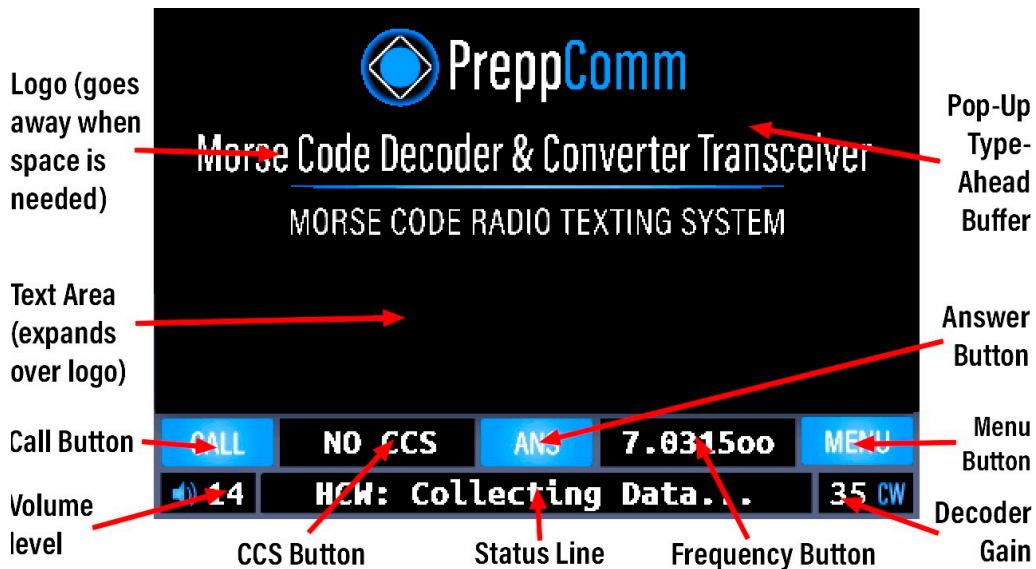 PreppComm
Logo (goes
away when
space is
needed)
Morse Code Decoder & Converter Transceiver
Pop-Up
Type-
Ahead
Buffer
MORSE CODE RADIO TEXTING SYSTEM
Text Area
(expands
over logo)
Answer
Button
Call Button
CALL
NO CCS
ANS
7.0315oo
MENU
Menu
Button
14
HCW: Collecting Data...
35 CW
Volume
level
CCS Button
Status Line
Frequency Button
Decoder
Gain